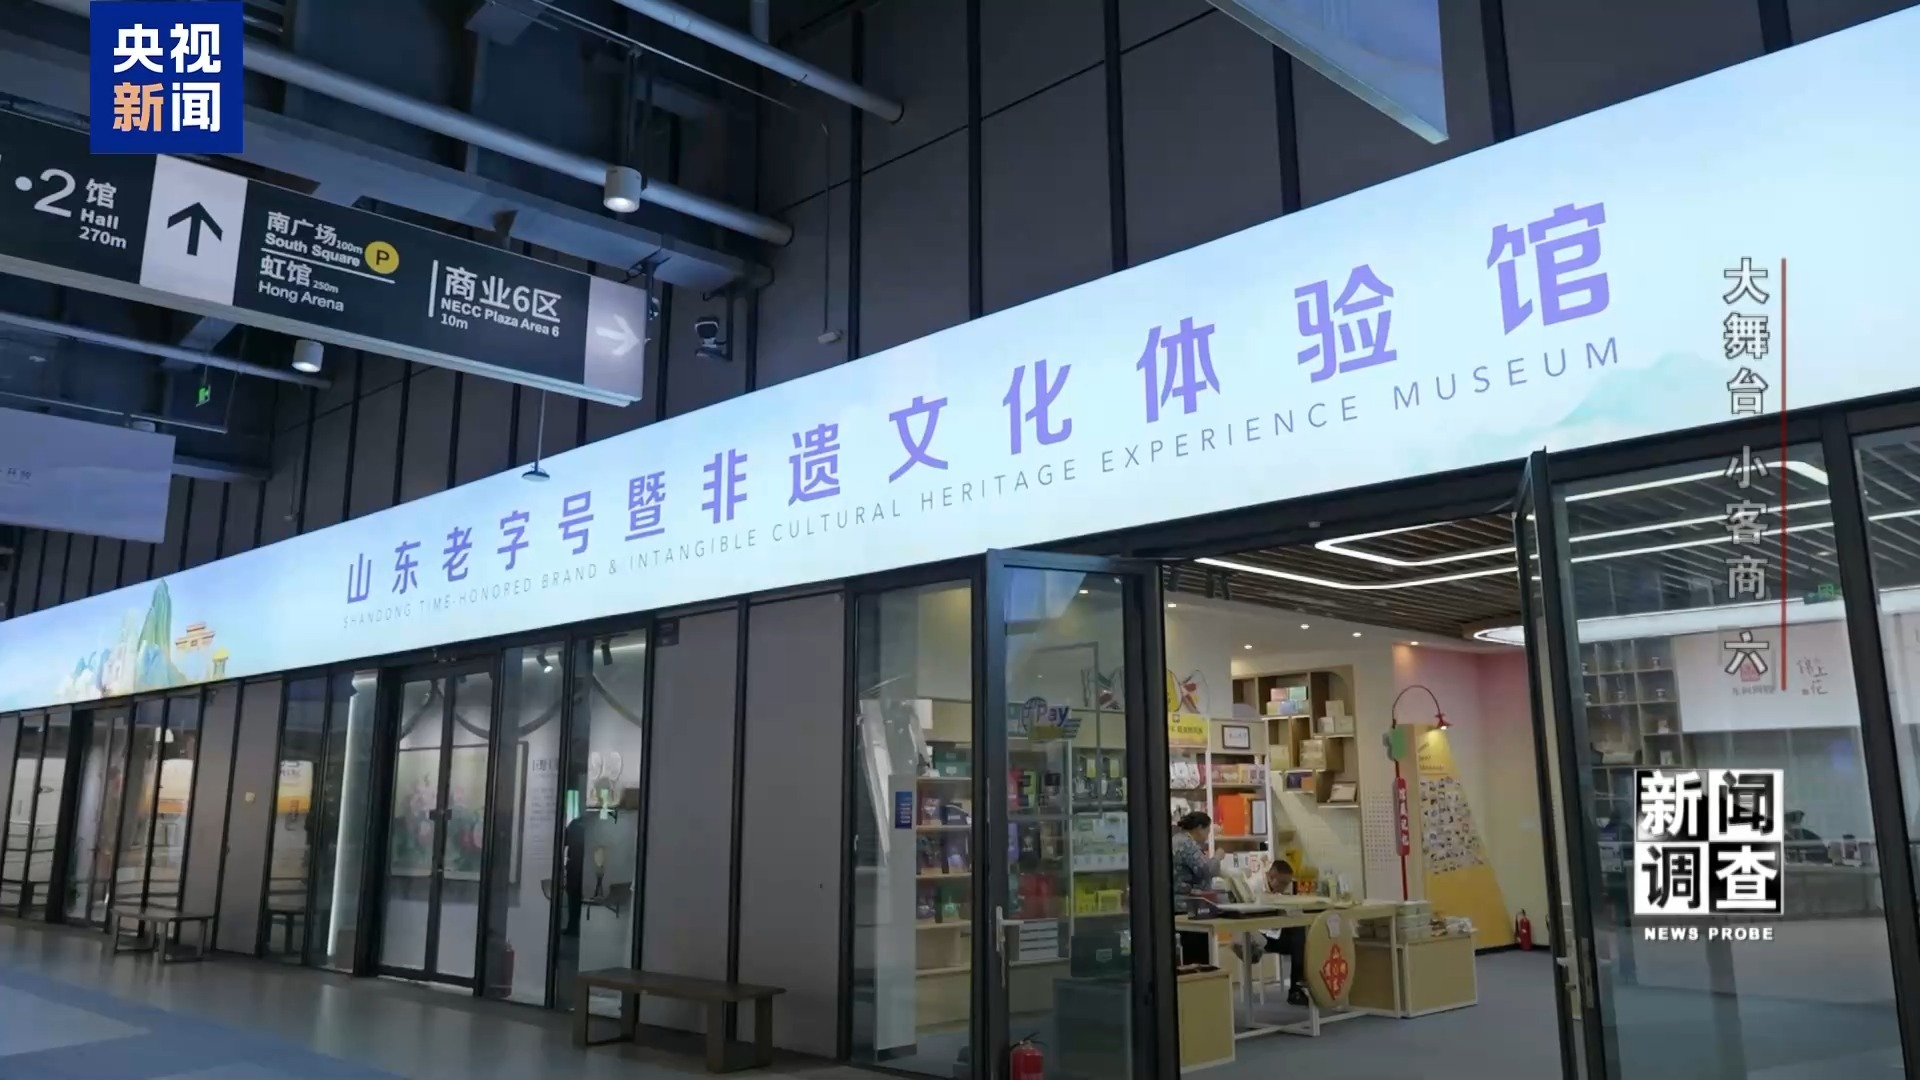 央视
新闻
·2 馆
Hall
270m
南广场 100m P
South Square
虹馆 250m
Hong Arena
商业6区
NECC Plaza Area 6
10m
山东老字号暨非遗文化体验馆
SHANDONG TIME-HONORED BRAND & INTANGIBLE CULTURAL HERITAGE EXPERIENCE MUSEUM
大舞台 小客商 六
Pay
新闻
调查
NEWS PROBE